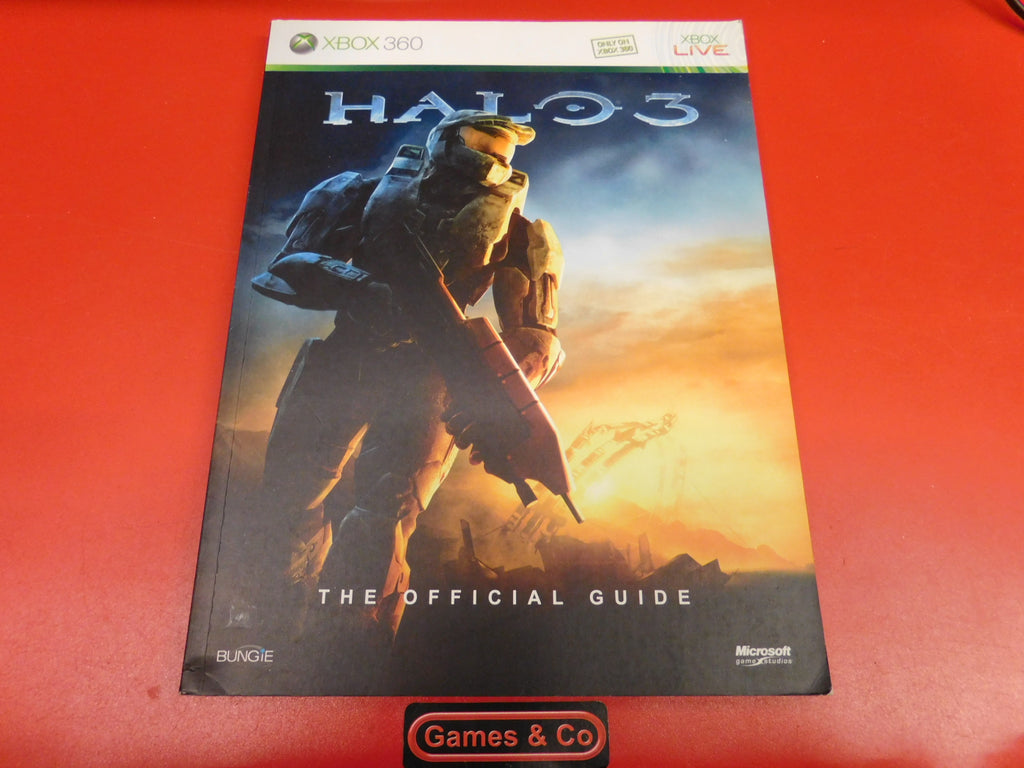 XBOX 360
ONLY ON
XBOX 360
XBOX
LIVE
HALO 3
THE OFFICIAL GUIDE
BUNGIE
Microsoft
game studios
Games & Co